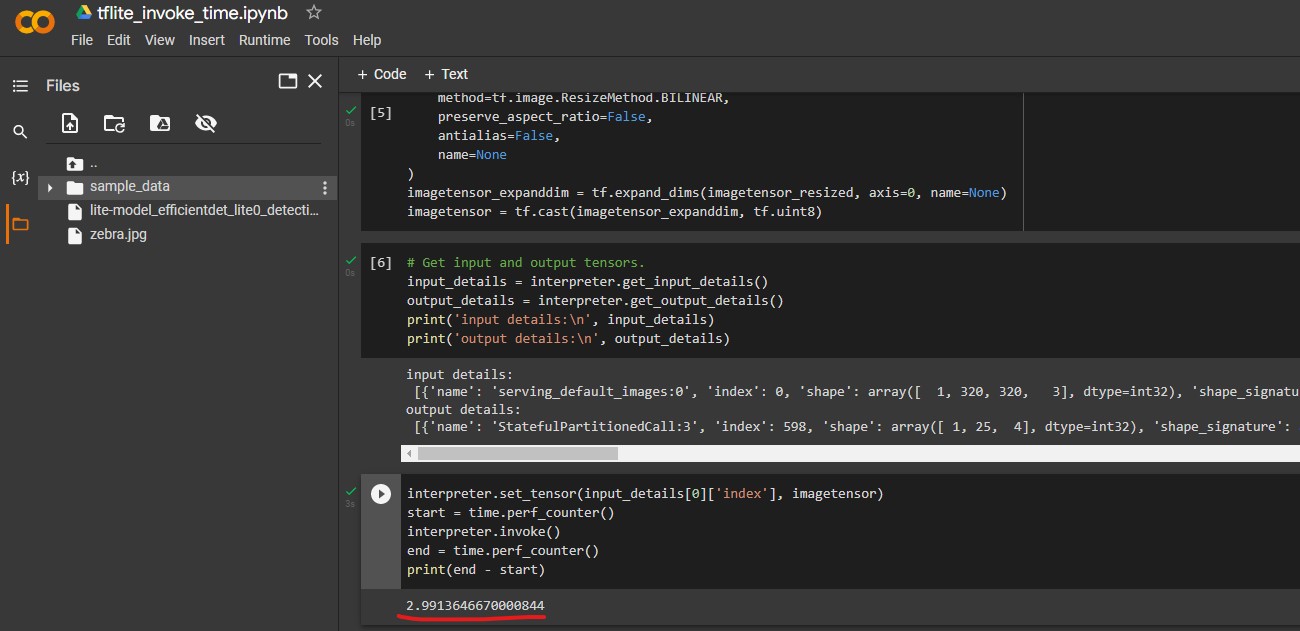 tflite_invoke_time.ipynb
File Edit View Insert Runtime Tools Help
Files
+ Code + Text
..
sample_data
lite-model_efficientdet_lite0_detecti...
zebra.jpg
{x}
[5]
0s
method=tf.image.ResizeMethod.BILINEAR,
preserve_aspect_ratio=False,
antialias=False,
name=None
)
imagetensor_expanddim = tf.expand_dims(imagetensor_resized, axis=0, name=None)
imagetensor = tf.cast(imagetensor_expanddim, tf.uint8)
[6]
0s
# Get input and output tensors.
input_details = interpreter.get_input_details()
output_details = interpreter.get_output_details()
print('input details:\n', input_details)
print('output details:\n', output_details)
input details:
[{'name': 'serving_default_images:0', 'index': 0, 'shape': array([  1, 320, 320,   3], dtype=int32), 'shape_signatu
output details:
[{'name': 'StatefulPartitionedCall:3', 'index': 598, 'shape': array([ 1, 25,  4], dtype=int32), 'shape_signature':
3s
interpreter.set_tensor(input_details[0]['index'], imagetensor)
start = time.perf_counter()
interpreter.invoke()
end = time.perf_counter()
print(end - start)
2.9913646670000844